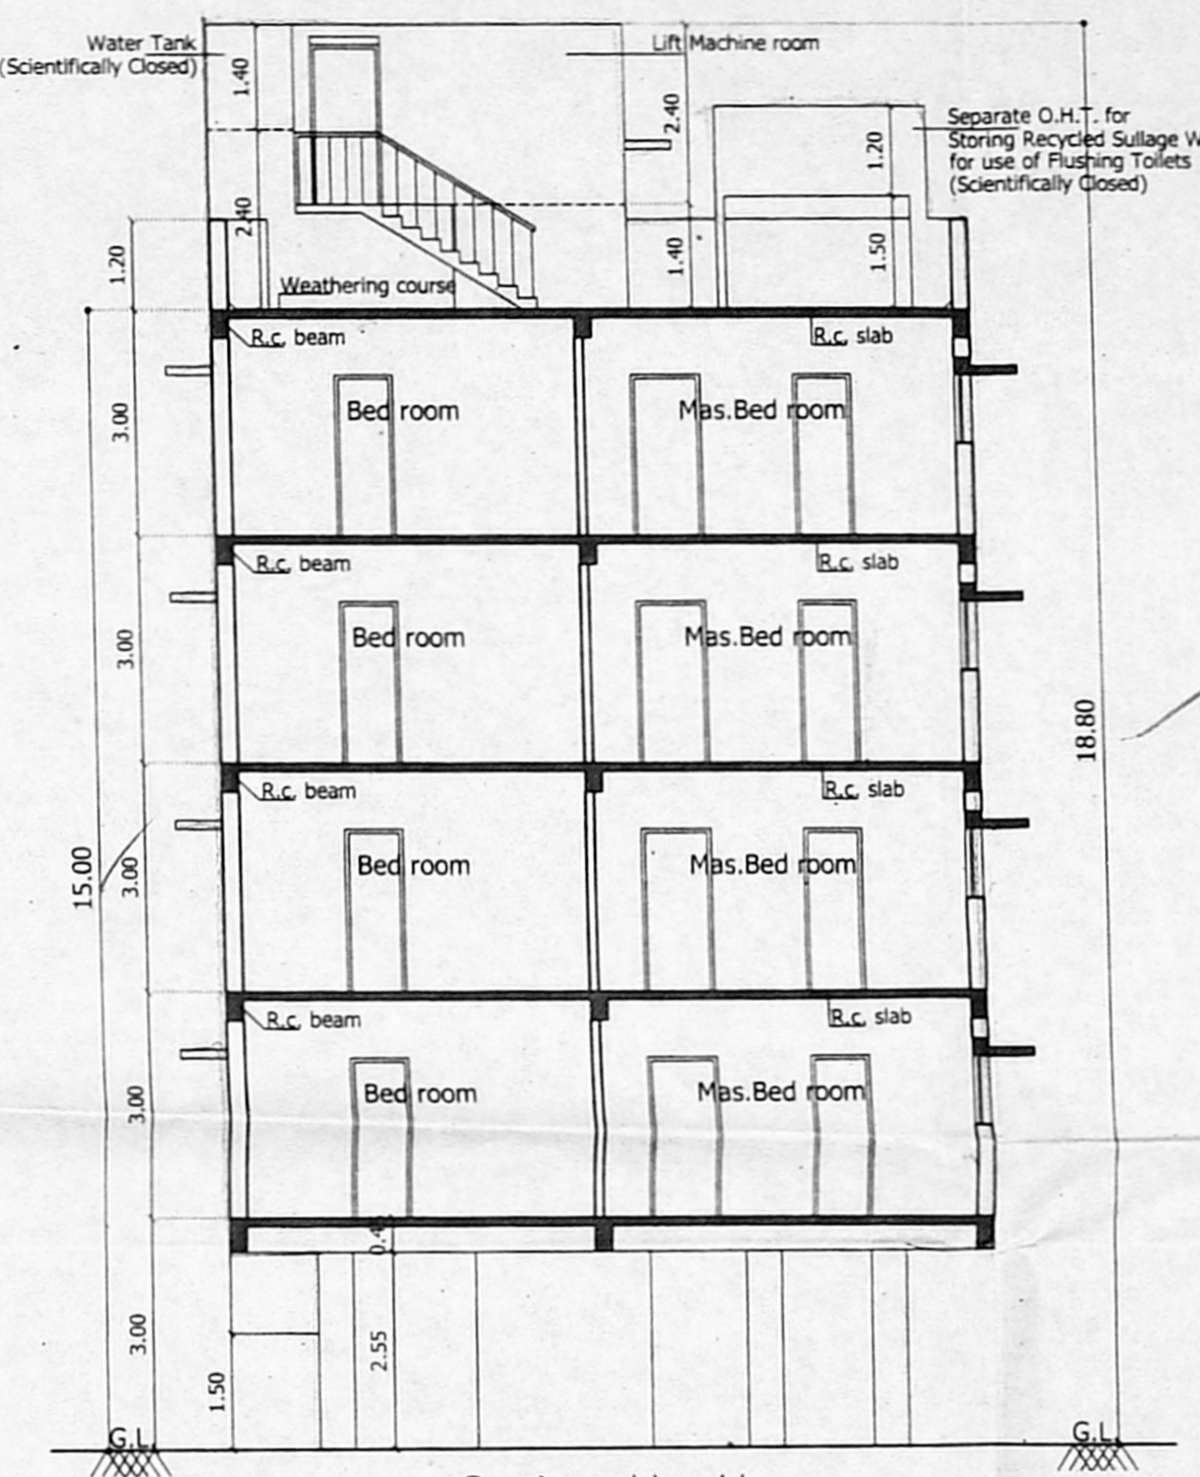 Water Tank
(Scientifically Closed)
1.40
Lift Machine room
2.40
Separate O.H.T. for
Storing Recycled Sullage W
for use of Flushing Toilets
(Scientifically Closed)
1.20
2.40
1.20
1.40
1.50
Weathering course
R.c. beam
R.c. slab
3.00
Bed room
Mas.Bed room
R.c. beam
R.c. slab
3.00
Bed room
Mas.Bed room
18.80
R.c. beam
R.c. slab
15.00
3.00
Bed room
Mas.Bed room
R.c. beam
R.c. slab
3.00
Bed room
Mas.Bed room
3.00
2.55
1.50
G.L.
G.L.